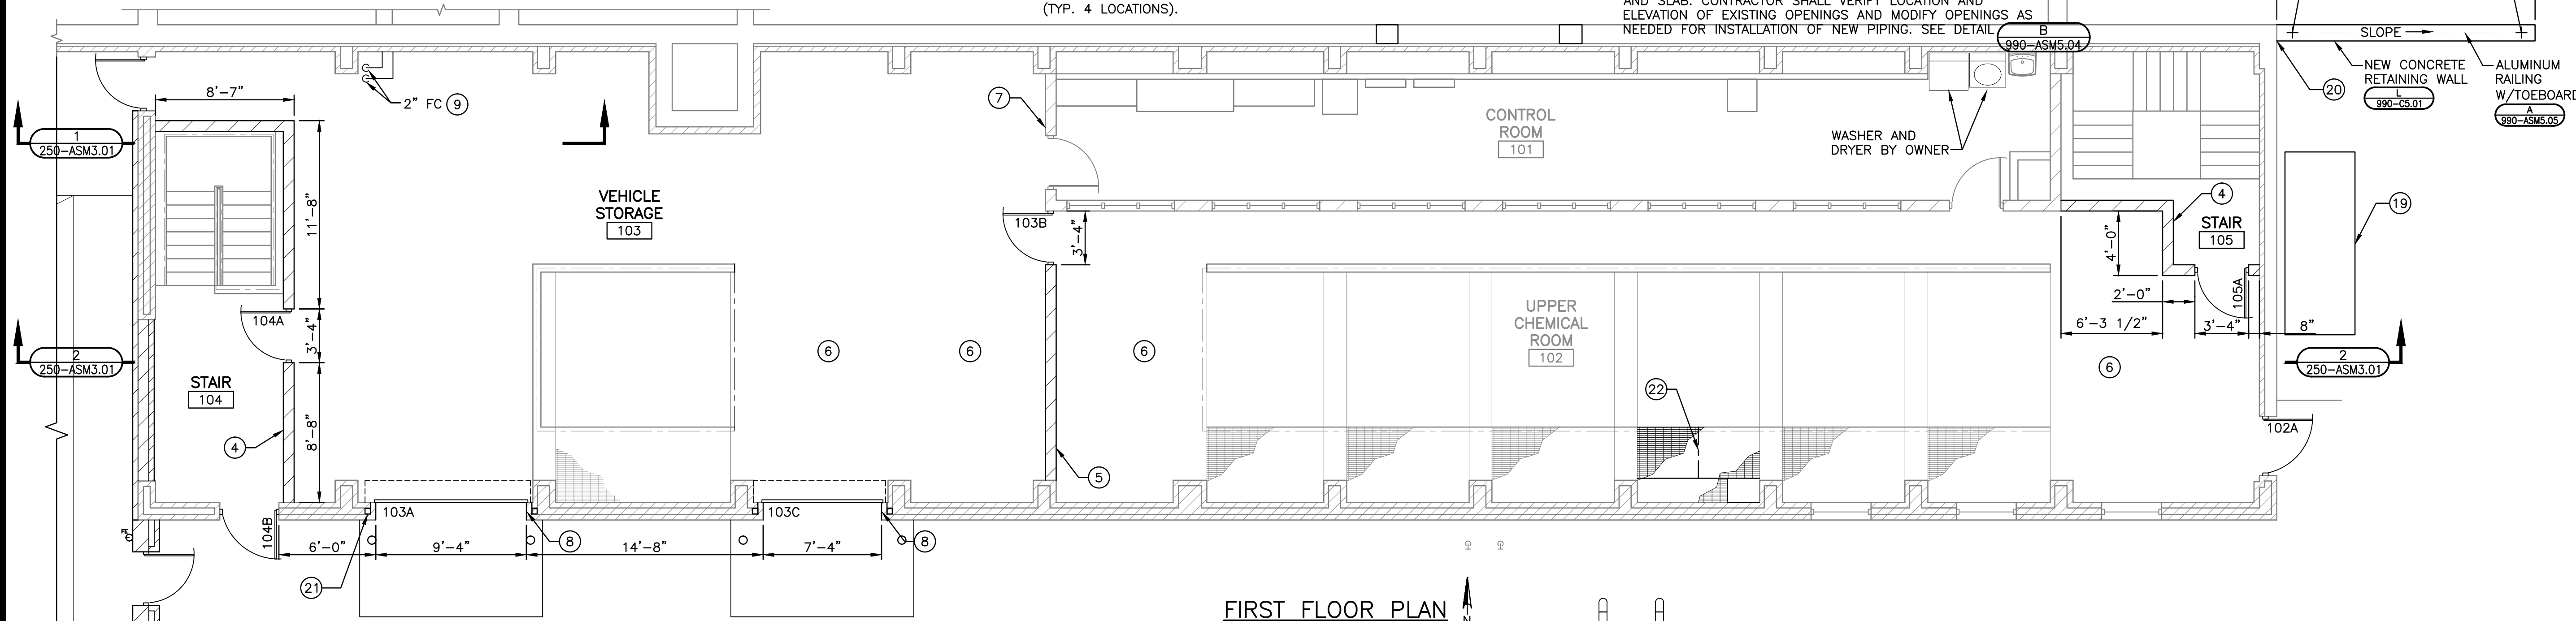 (TYP. 4 LOCATIONS).
AND SLAB. CONTRACTOR SHALL VERIFY LOCATION AND
ELEVATION OF EXISTING OPENINGS AND MODIFY OPENINGS AS
NEEDED FOR INSTALLATION OF NEW PIPING. SEE DETAIL
B
990-ASM5.04
SLOPE
NEW CONCRETE
RETAINING WALL
L
990-C5.01
ALUMINUM
RAILING
W/TOEBOARD
A
990-ASM5.05
20
19
8'-7"
2" FC 9
7
1
250-ASM3.01
11'-8"
VEHICLE
STORAGE
103
CONTROL
ROOM
101
WASHER AND
DRYER BY OWNER
4
STAIR
105
103B
3'-4"
4'-0"
2'-0"
105A
6'-3 1/2"
3'-4"
8"
104A
3'-4"
2
250-ASM3.01
6
6
6
UPPER
CHEMICAL
ROOM
102
6
2
250-ASM3.01
STAIR
104
22
4
8'-8"
5
102A
103A
103C
104B
6'-0"
9'-4"
8
14'-8"
7'-4"
8
21
FIRST FLOOR PLAN
N